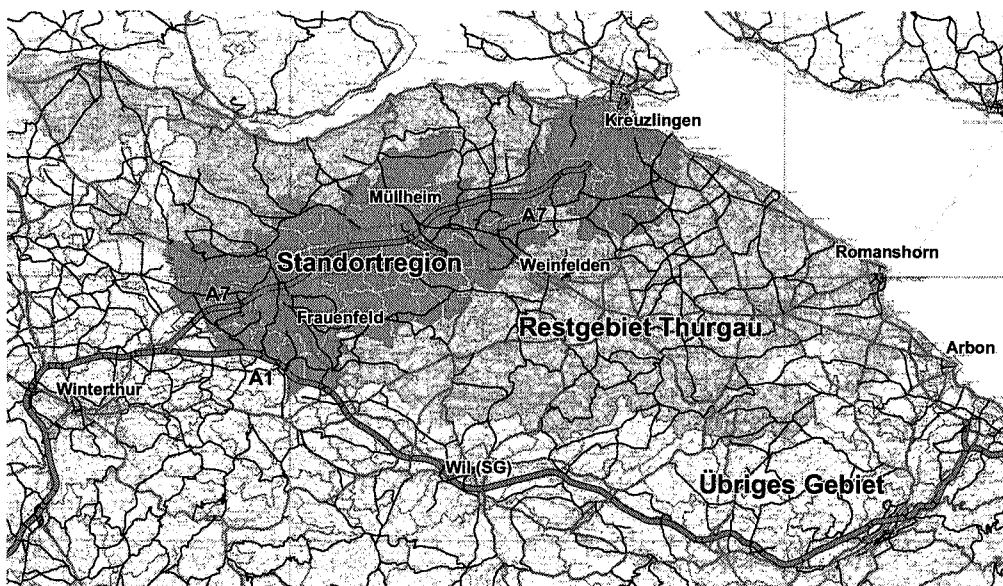 Kreuzlingen
Müllheim
A7
Romanshorn
Standortregion
Weinfelden
A7
Frauenfeld
Restgebiet Thurgau
Arbon
A1
Winterthur
Wil (SG)
Übriges Gebiet